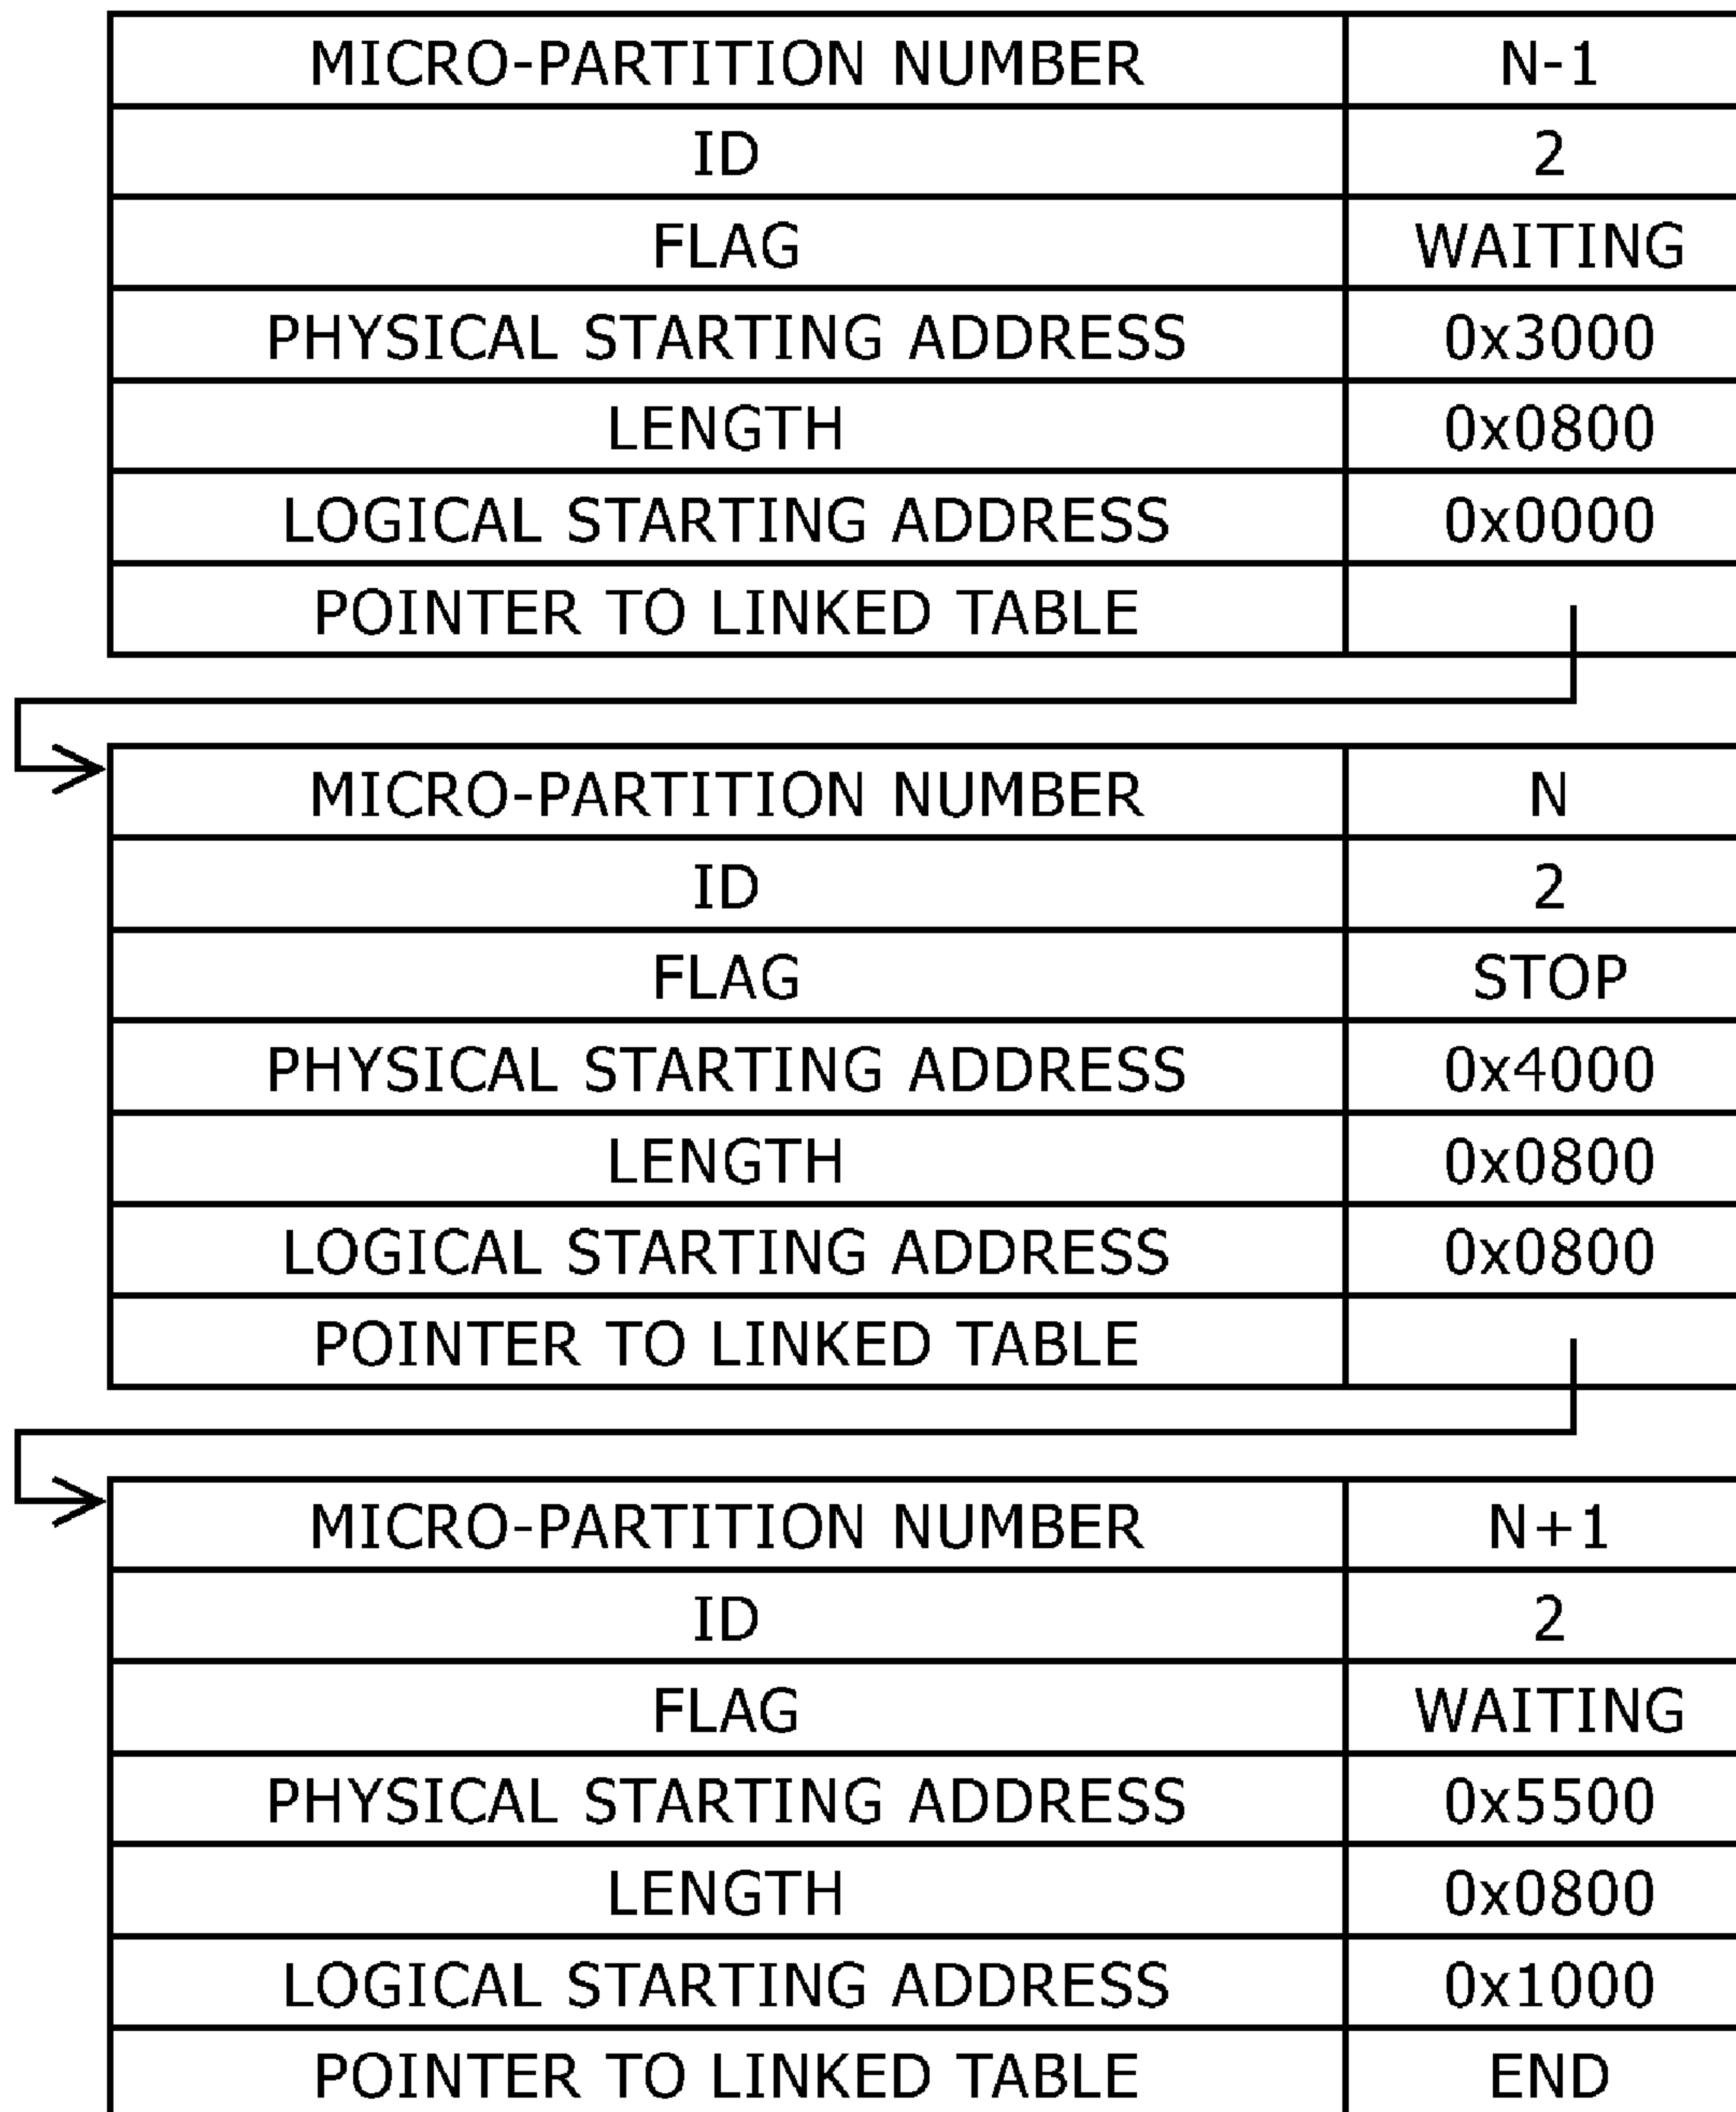 MICRO-PARTITION NUMBER N-1
ID 2
FLAG WAITING
PHYSICAL STARTING ADDRESS 0x3000
LENGTH 0x0800
LOGICAL STARTING ADDRESS 0x0000
POINTER TO LINKED TABLE
MICRO-PARTITION NUMBER N
ID 2
FLAG STOP
PHYSICAL STARTING ADDRESS 0x4000
LENGTH 0x0800
LOGICAL STARTING ADDRESS 0x0800
POINTER TO LINKED TABLE
MICRO-PARTITION NUMBER N+1
ID 2
FLAG WAITING
PHYSICAL STARTING ADDRESS 0x5500
LENGTH 0x0800
LOGICAL STARTING ADDRESS 0x1000
POINTER TO LINKED TABLE END